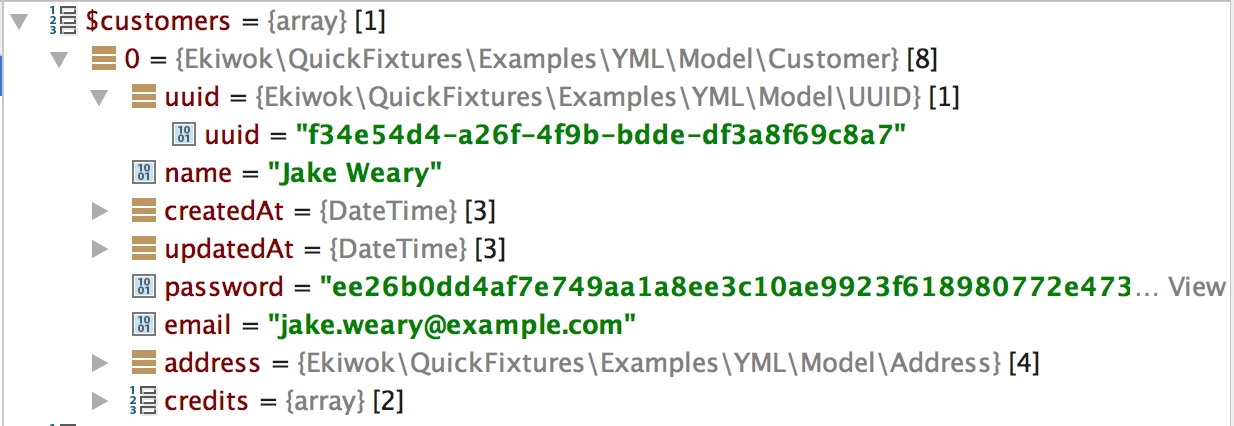 $customers = {array} [1]
0 = {Ekiwok\QuickFixtures\Examples\YML\Model\Customer} [8]
uuid = {Ekiwok\QuickFixtures\Examples\YML\Model\UUID} [1]
uuid = "f34e54d4-a26f-4f9b-bdde-df3a8f69c8a7"
name = "Jake Weary"
createdAt = {DateTime} [3]
updatedAt = {DateTime} [3]
password = "ee26b0dd4af7e749aa1a8ee3c10ae9923f618980772e473... View
email = "jake.weary@example.com"
address = {Ekiwok\QuickFixtures\Examples\YML\Model\Address} [4]
credits = {array} [2]